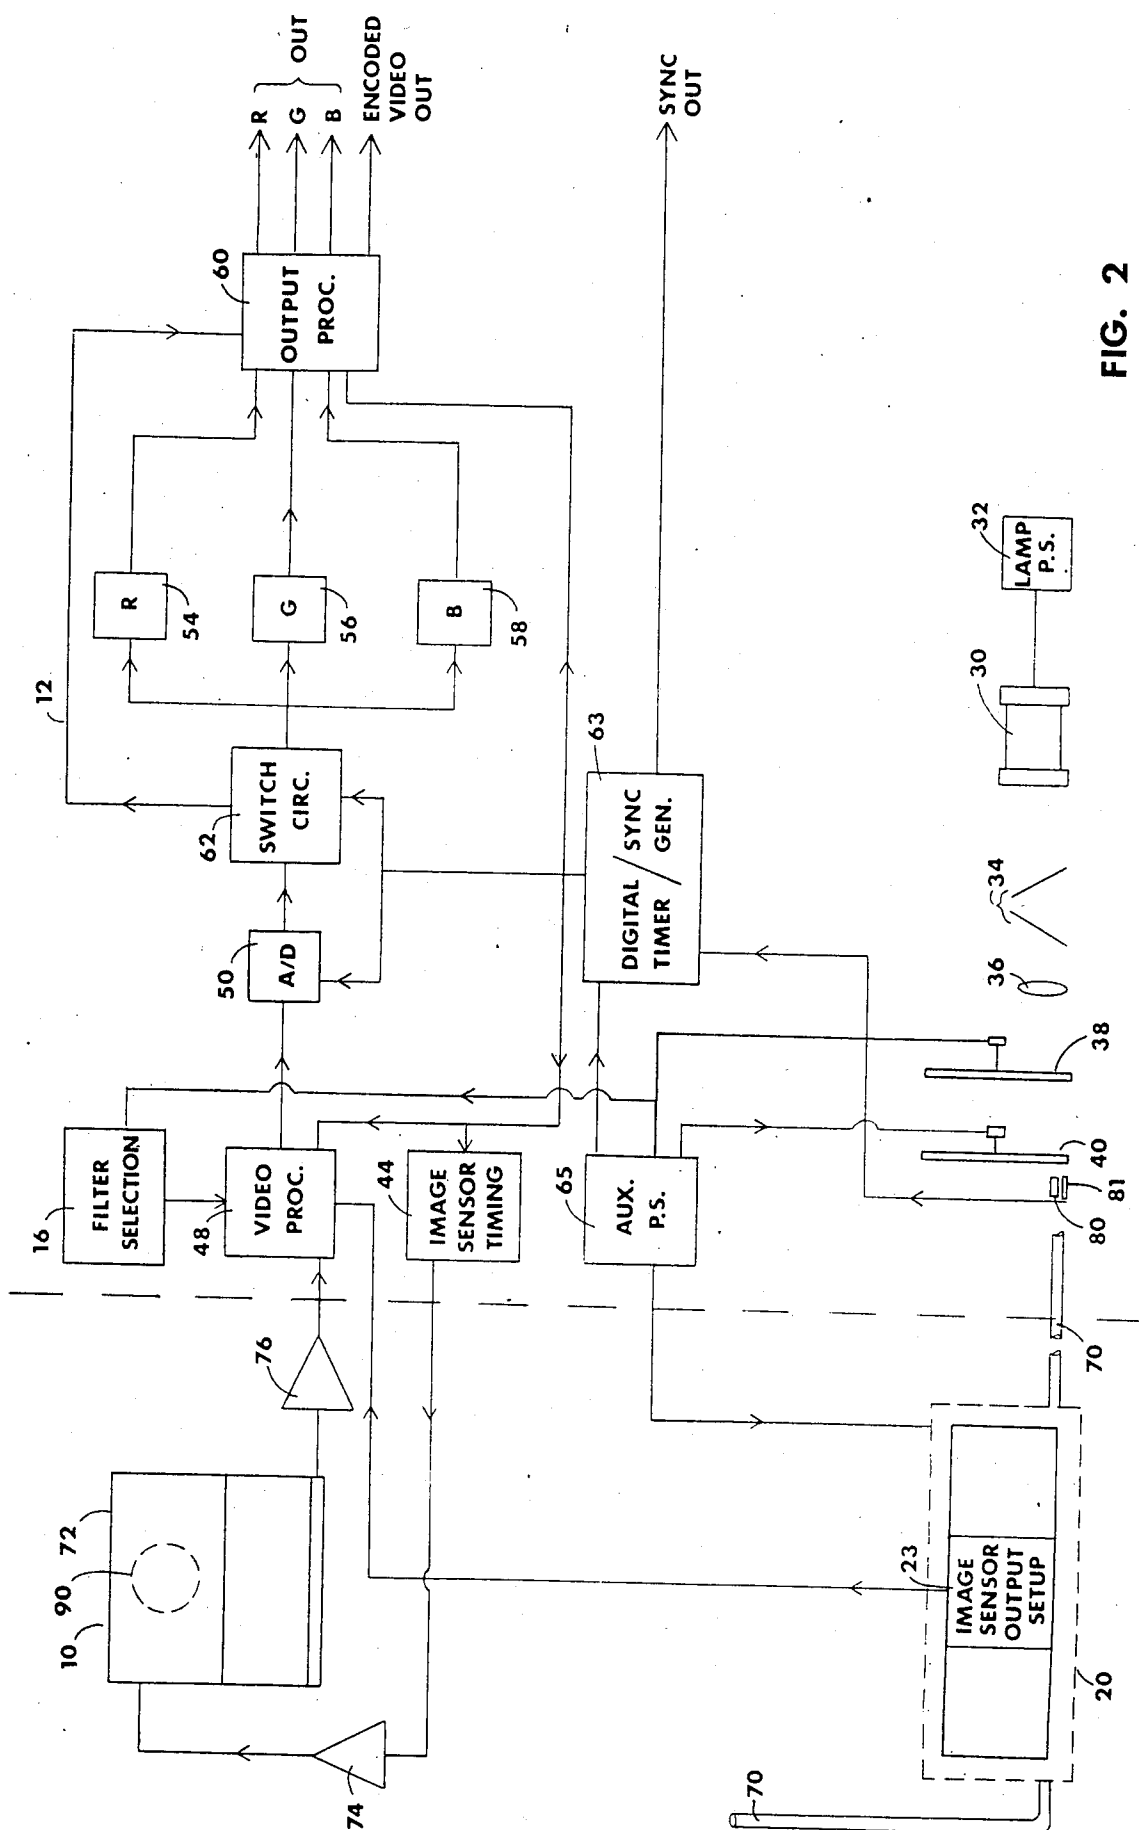 R
G
B
OUT
ENCODED
VIDEO
OUT
SYNC
OUT
60
OUTPUT
PROC.
12
R
54
G
56
B
58
62
SWITCH
CIRC.
63
DIGITAL
TIMER
/
SYNC
GEN.
50
A/D
16
FILTER
SELECTION
48
VIDEO
PROC.
44
IMAGE
SENSOR
TIMING
65
AUX.
P.S.
32
LAMP
P.S.
30
34
36
38
40
80
81
70
76
72
90
10
74
23
IMAGE
SENSOR
OUTPUT
SETUP
20
70
FIG. 2